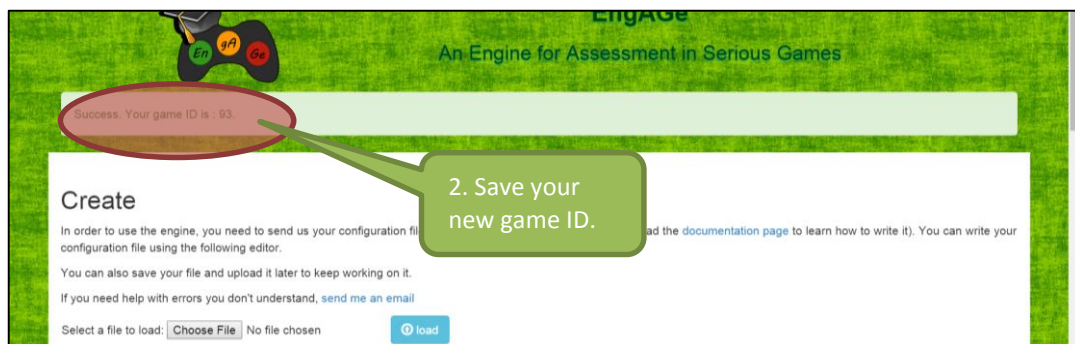 EngAGe
En gA Ge
An Engine for Assessment in Serious Games
Success. Your game ID is : 93.
2. Save your
new game ID.
Create
In order to use the engine, you need to send us your configuration fil ad the documentation page to learn how to write it). You can write your
configuration file using the following editor.
You can also save your file and upload it later to keep working on it.
If you need help with errors you don't understand, send me an email
Select a file to load: Choose File No file chosen load